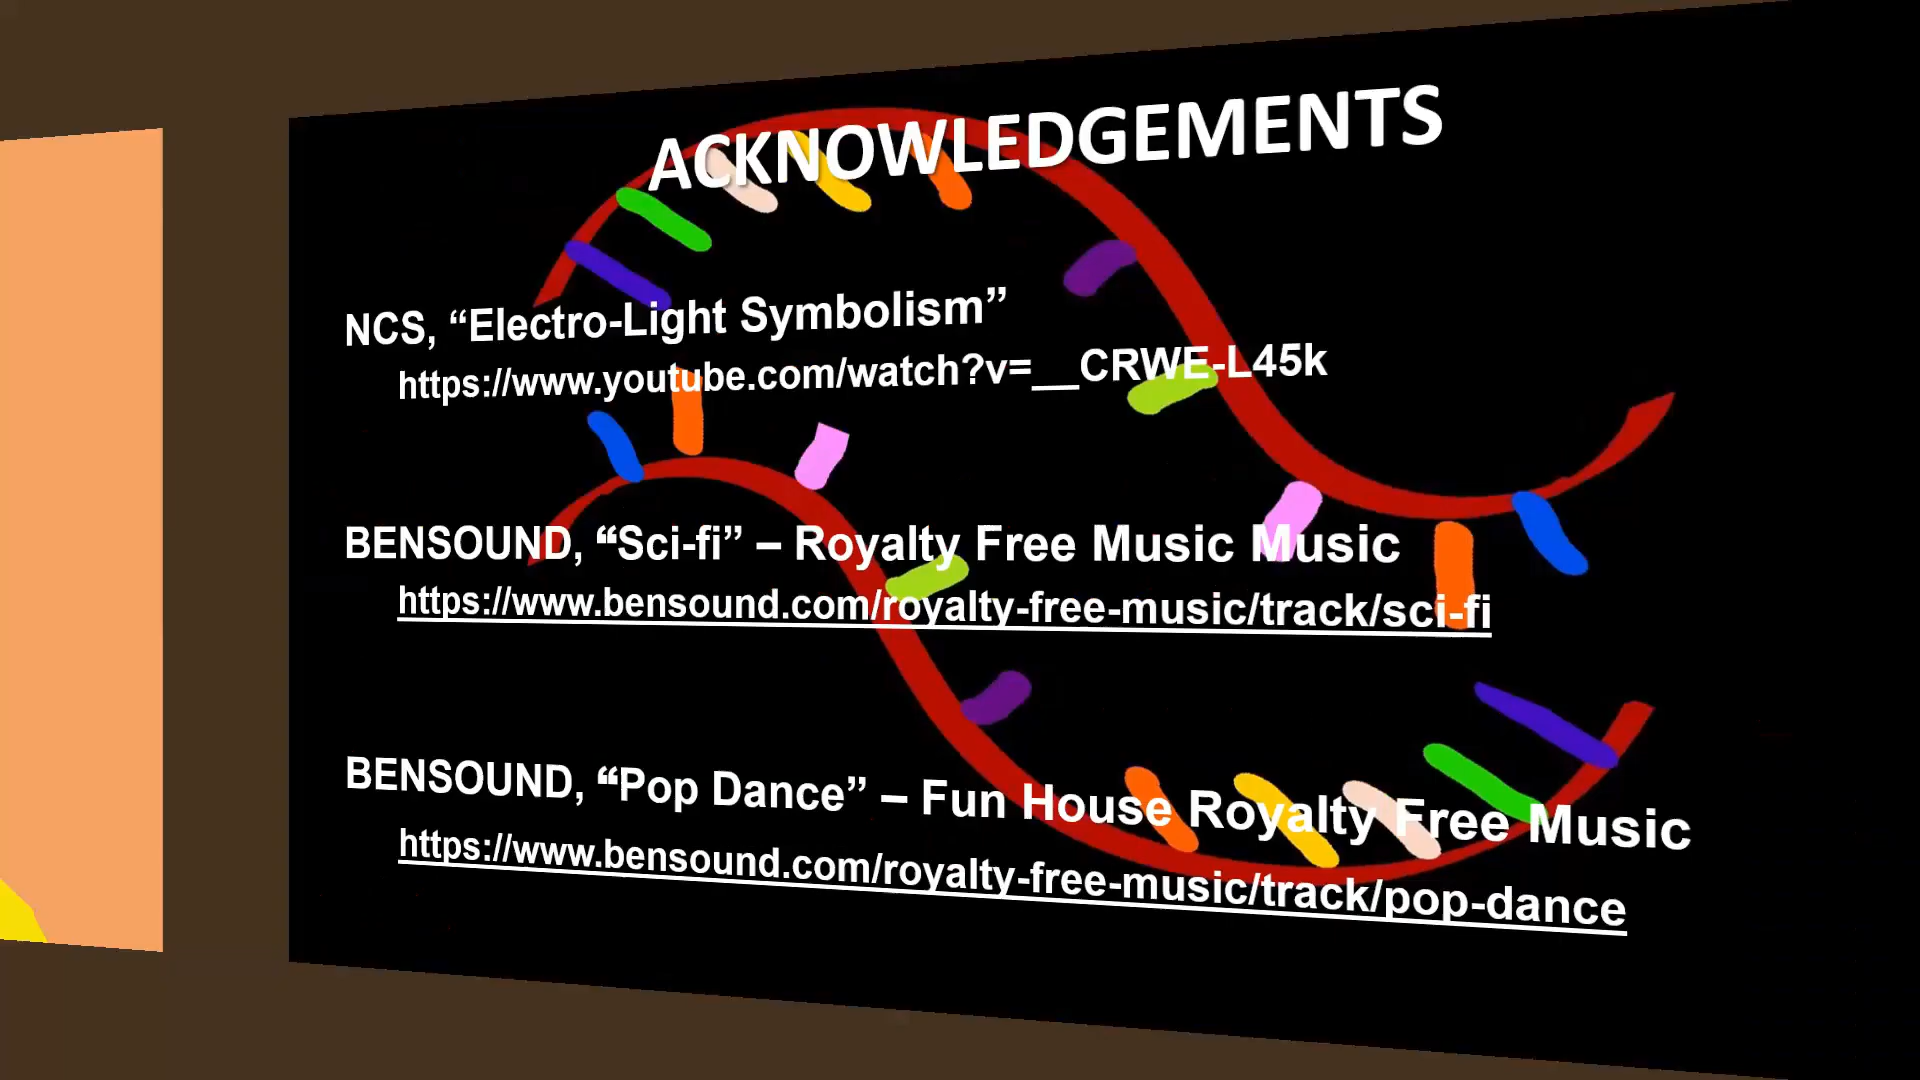 ACKNOWLEDGEMENTS
NCS, “Electro-Light Symbolism”
https://www.youtube.com/watch?v=__CRWE-L45k
BENSOUND, “Sci-fi” – Royalty Free Music Music
https://www.bensound.com/royalty-free-music/track/sci-fi
BENSOUND, “Pop Dance” – Fun House Royalty Free Music
https://www.bensound.com/royalty-free-music/track/pop-dance